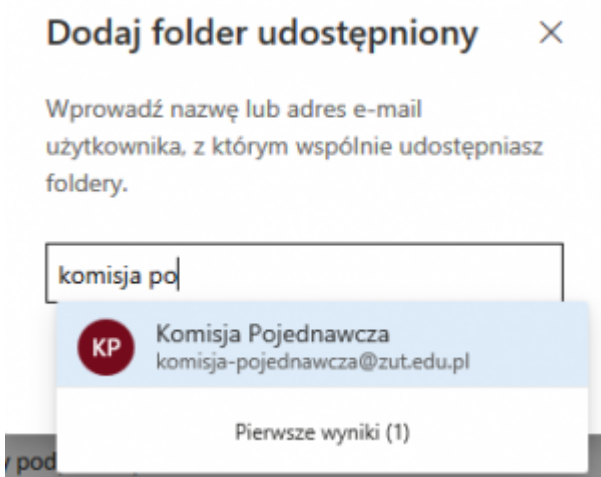 Dodaj folder udostępniony
Wprowadź nazwę lub adres e-mail
użytkownika, z którym wspólnie udostępniasz
foldery.
komisja po
KP
Komisja Pojednawcza
komisja-pojednawcza@zut.edu.pl
Pierwsze wyniki (1)
y pod